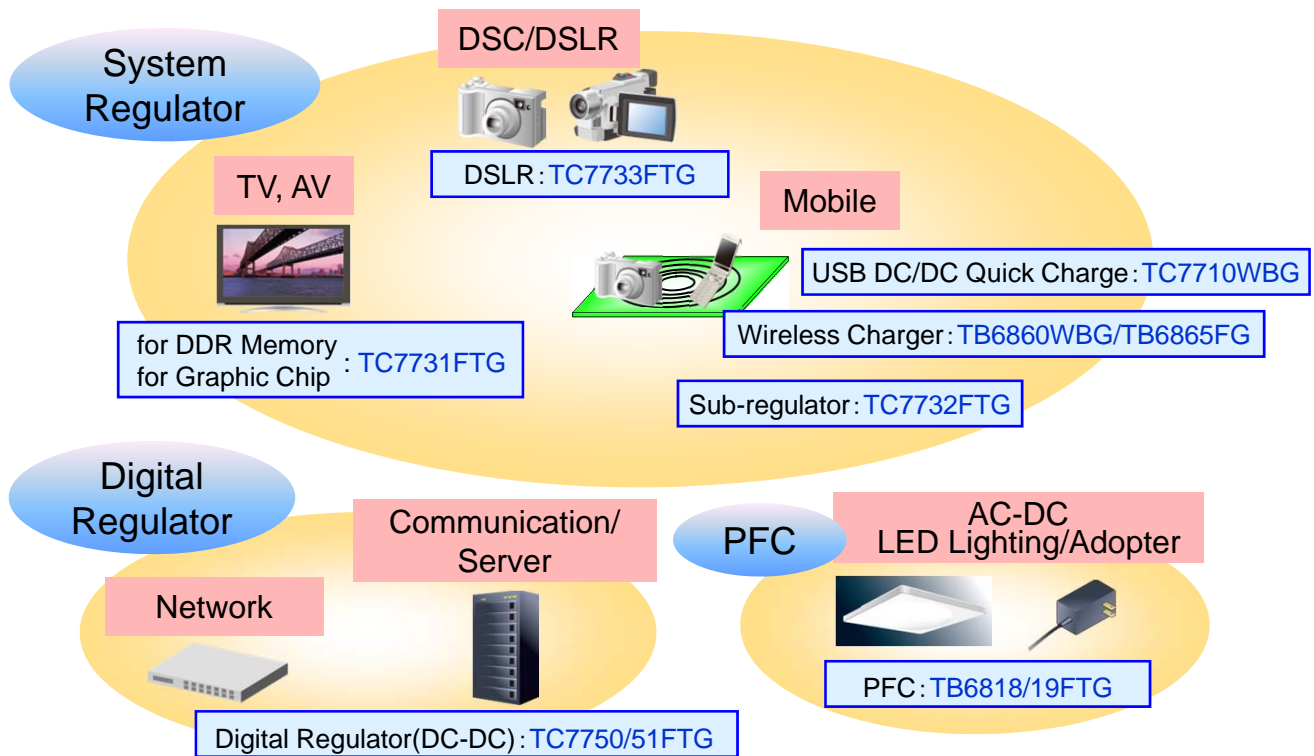 System
Regulator
DSC/DSLR
DSLR：TC7733FTG
TV, AV
for DDR Memory
for Graphic Chip
：TC7731FTG
Mobile
USB DC/DC Quick Charge：TC7710WBG
Wireless Charger：TB6860WBG/TB6865FG
Sub-regulator：TC7732FTG
Digital
Regulator
Communication/
Server
Network
Digital Regulator(DC-DC)：TC7750/51FTG
PFC
AC-DC
LED Lighting/Adopter
PFC：TB6818/19FTG